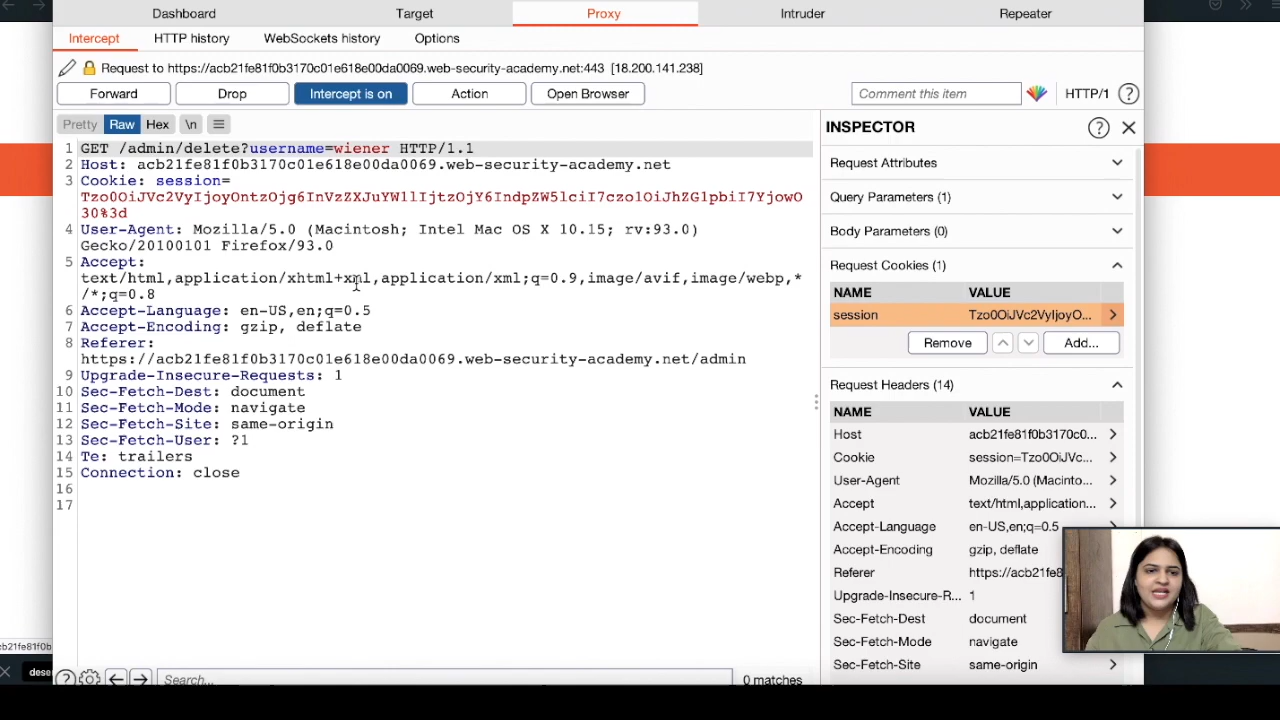 Dashboard Target Proxy Intruder Repeater
Intercept HTTP history WebSockets history Options
Request to https://acb21fe81f0b3170c01e618e00da0069.web-security-academy.net:443 [18.200.141.238]
Forward Drop Intercept is on Action Open Browser Comment this item HTTP/1 ?
Pretty Raw Hex \n ≡
INSPECTOR
1 GET /admin/delete?username=wiener HTTP/1.1
2 Host: acb21fe81f0b3170c01e618e00da0069.web-security-academy.net
3 Cookie: session=
Tzo0OiJVc2VyIjoyOntzOjg6InVzZXJuYW1lIjtzOjY6IndpZW5lciI7czo1OiJhZG1pbiI7YjowO
30%3d
4 User-Agent: Mozilla/5.0 (Macintosh; Intel Mac OS X 10.15; rv:93.0)
Gecko/20100101 Firefox/93.0
5 Accept:
text/html,application/xhtml+xml,application/xml;q=0.9,image/avif,image/webp,*
/*;q=0.8
6 Accept-Language: en-US,en;q=0.5
7 Accept-Encoding: gzip, deflate
8 Referer:
https://acb21fe81f0b3170c01e618e00da0069.web-security-academy.net/admin
9 Upgrade-Insecure-Requests: 1
10 Sec-Fetch-Dest: document
11 Sec-Fetch-Mode: navigate
12 Sec-Fetch-Site: same-origin
13 Sec-Fetch-User: ?1
14 Te: trailers
15 Connection: close
16
17
Request Attributes
Query Parameters (1)
Body Parameters (0)
Request Cookies (1)
NAME VALUE
session Tzo0OiJVc2VyIjoyO...
Remove Add...
Request Headers (14)
NAME VALUE
Host acb21fe81f0b3170c0...
Cookie session=Tzo0OiJVc...
User-Agent Mozilla/5.0 (Macinto...
Accept text/html,application...
Accept-Language en-US,en;q=0.5
Accept-Encoding gzip, deflate
Referer https://acb21fe8
Upgrade-Insecure-R... 1
Sec-Fetch-Dest document
Sec-Fetch-Mode navigate
Sec-Fetch-Site same-origin
cb21fe81f0b
dese
Search... 0 matches